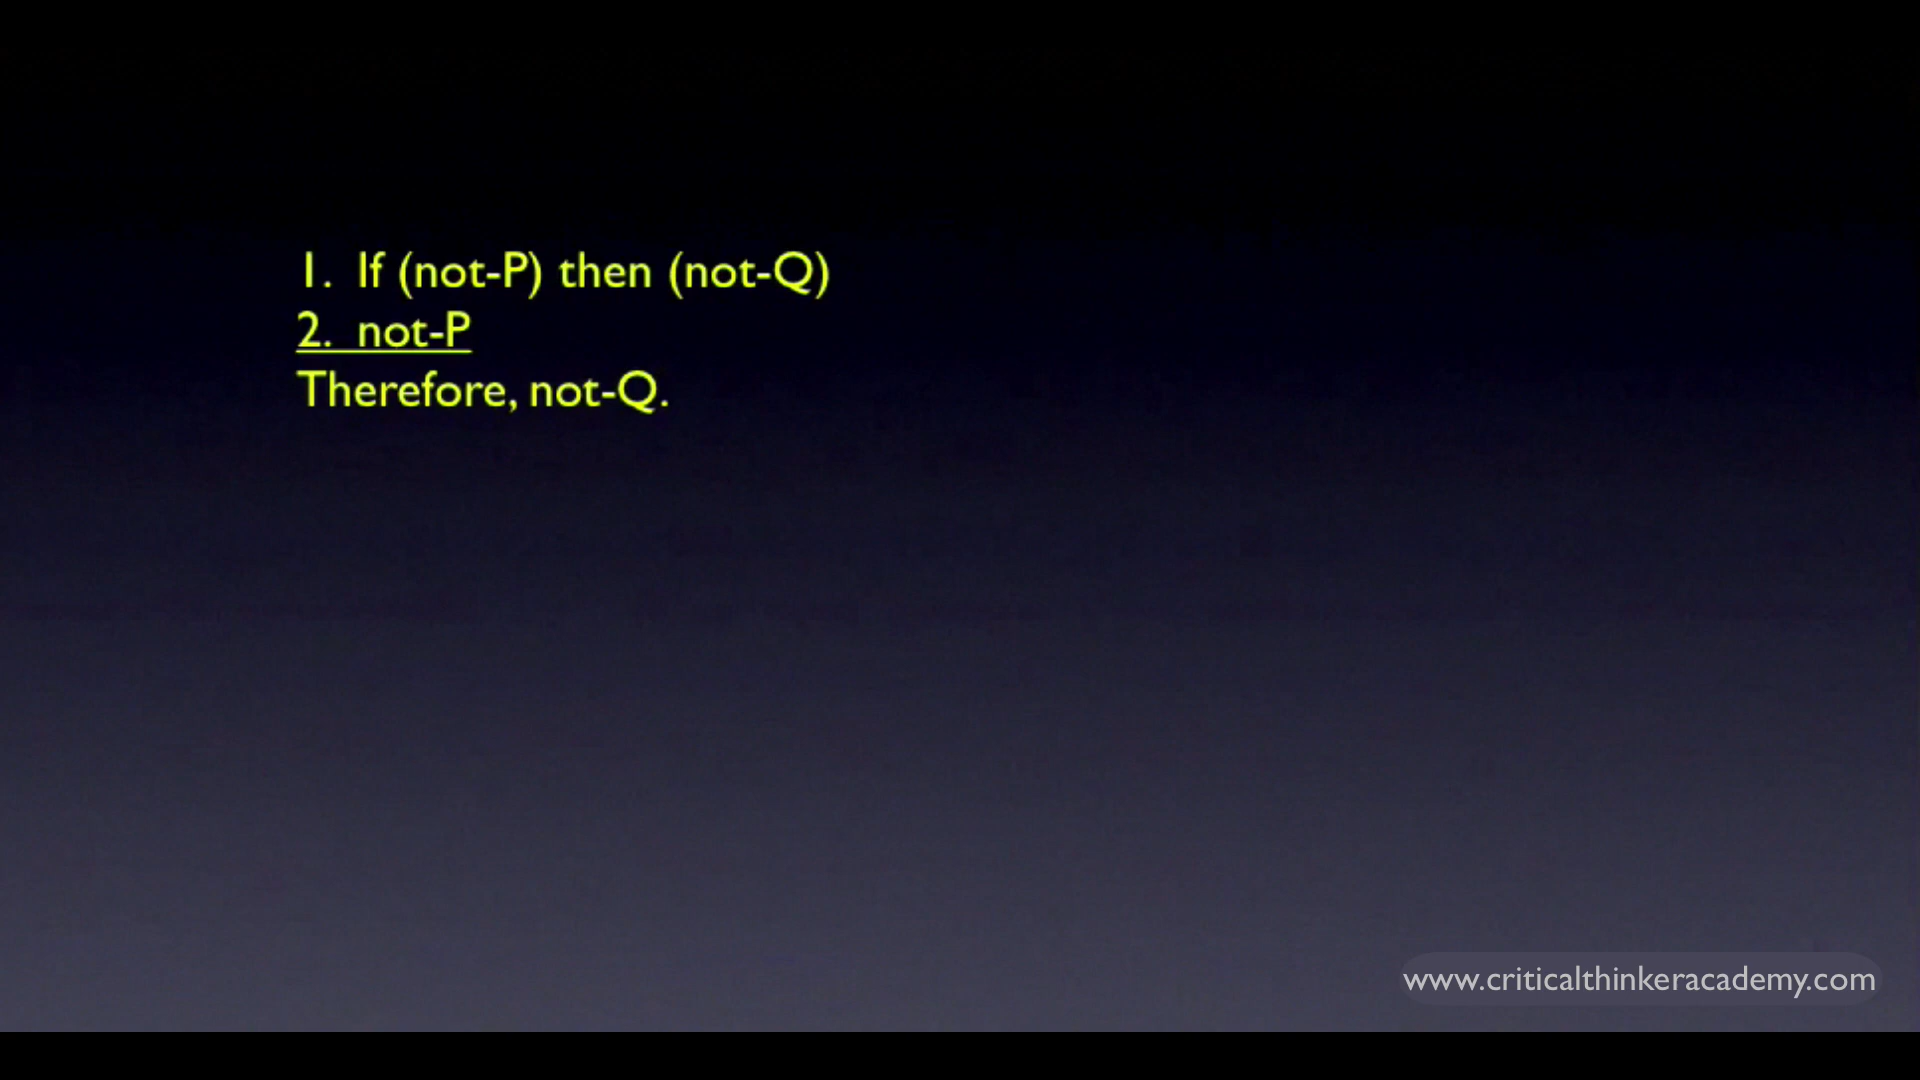 1. If (not-P) then (not-Q)
2. not-P
Therefore, not-Q.
www.criticalthinkeracademy.com